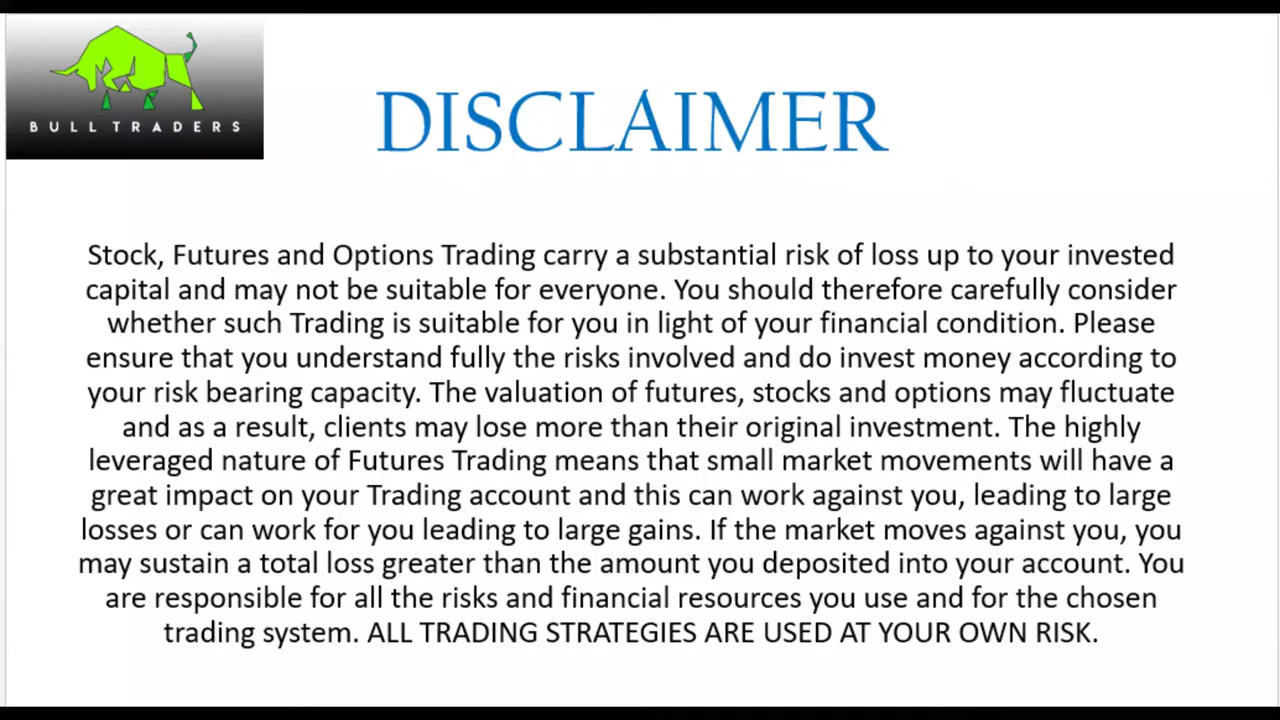 BULL TRADERS
DISCLAIMER
Stock, Futures and Options Trading carry a substantial risk of loss up to your invested
capital and may not be suitable for everyone. You should therefore carefully consider
whether such Trading is suitable for you in light of your financial condition. Please
ensure that you understand fully the risks involved and do invest money according to
your risk bearing capacity. The valuation of futures, stocks and options may fluctuate
and as a result, clients may lose more than their original investment. The highly
leveraged nature of Futures Trading means that small market movements will have a
great impact on your Trading account and this can work against you, leading to large
losses or can work for you leading to large gains. If the market moves against you, you
may sustain a total loss greater than the amount you deposited into your account. You
are responsible for all the risks and financial resources you use and for the chosen
trading system. ALL TRADING STRATEGIES ARE USED AT YOUR OWN RISK.